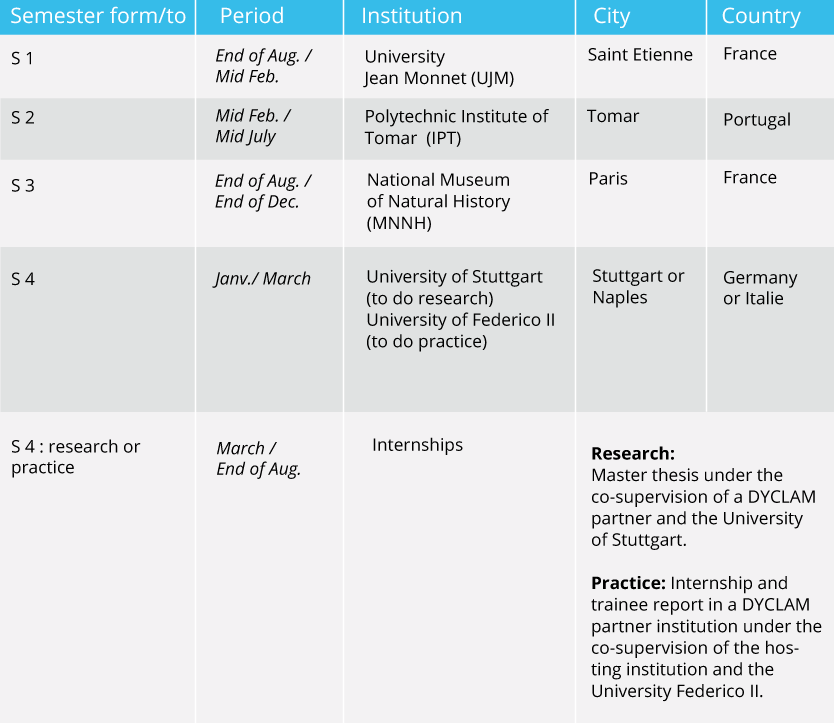 Semester form/to
Period
Institution
City
Country
S 1
End of Aug. /
Mid Feb.
University
Jean Monnet (UJM)
Saint Etienne
France
S 2
Mid Feb. /
Mid July
Polytechnic Institute of
Tomar (IPT)
Tomar
Portugal
S 3
End of Aug. /
End of Dec.
National Museum
of Natural History
(MNNH)
Paris
France
S 4
Janv./ March
University of Stuttgart
(to do research)
University of Federico II
(to do practice)
Stuttgart or
Naples
Germany
or Italie
S 4 : research or
practice
March /
End of Aug.
Internships
Research:
Master thesis under the
co-supervision of a DYCLAM
partner and the University
of Stuttgart.
Practice: Internship and
trainee report in a DYCLAM
partner institution under the
co-supervision of the hos-
ting institution and the
University Federico II.